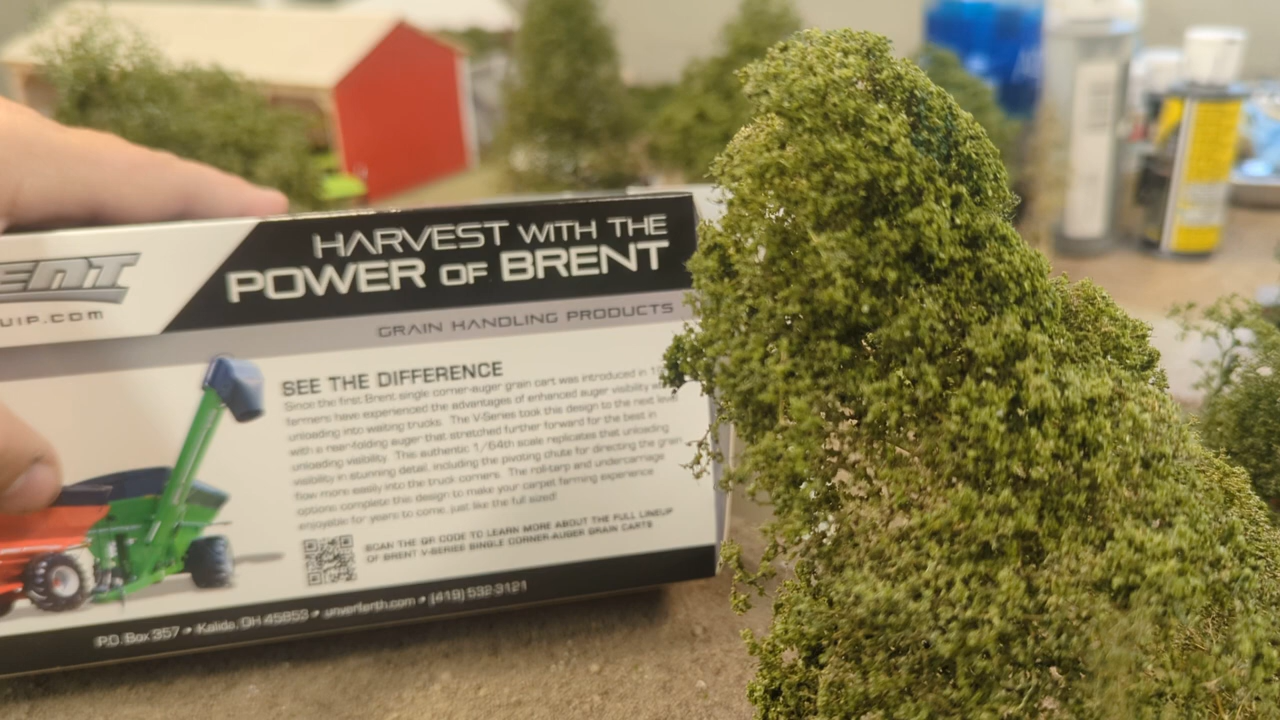 HARVEST WITH THE
POWER OF BRENT
ENT
UIP.COM
GRAIN HANDLING PRODUCTS
SEE THE DIFFERENCE
Since the first Brent single corner-auger grain cart was introduced in
farmers have experienced the advantages of enhanced auger visibility
unloading into waiting trucks. The V-Series took this design to the next level
with a rear-folding auger that stretched further forward for the best in
unloading visibility. This authentic 1/64th scale replicates that unloading
visibility in stunning detail, including the pivoting chute for directing the grain
flow more easily into the truck corners. The roll-tarp and undercarriage
options complete this design to make your carpet farming experience
enjoyable for years to come, just like the full sized!
SCAN THE QR CODE TO LEARN MORE ABOUT THE FULL LINEUP
OF BRENT V-SERIES SINGLE CORNER-AUGER GRAIN CARTS
P.O. Box 357 • Kalida, OH 45853 • unverferth.com • (419) 532-3121